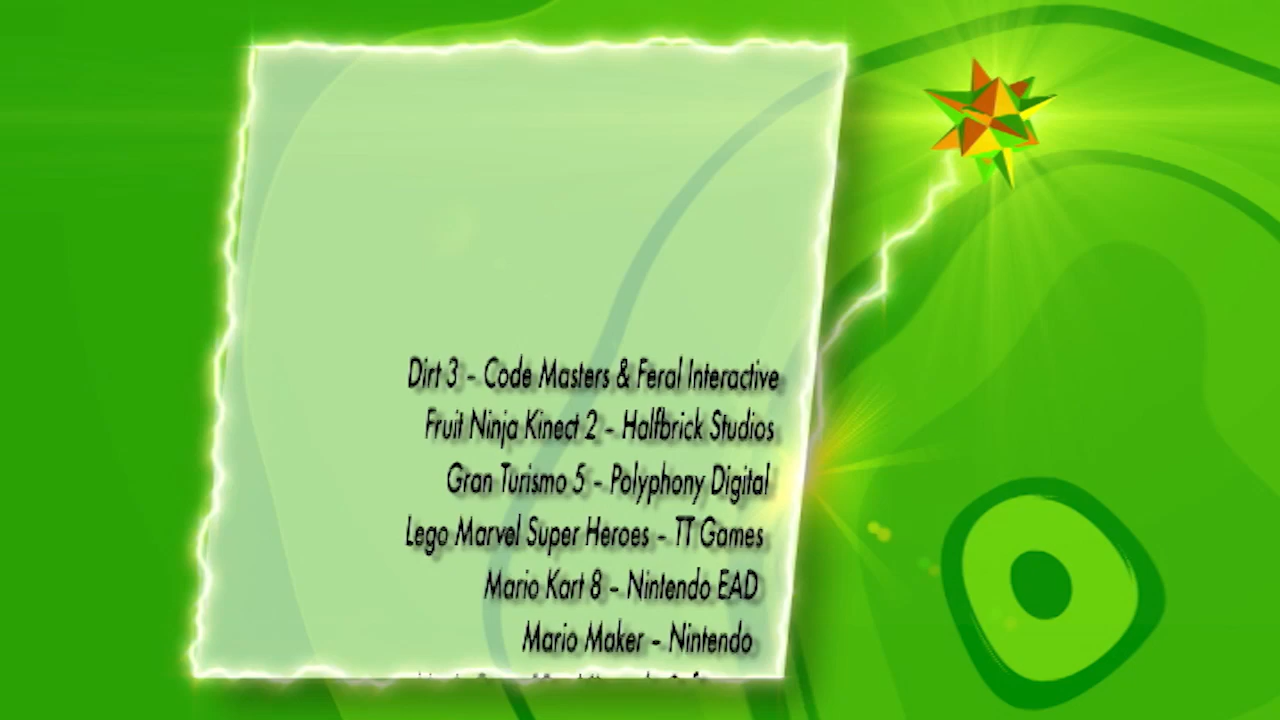 Dirt 3 - Code Masters & Feral Interactive
Fruit Ninja Kinect 2 - Halfbrick Studios
Gran Turismo 5 - Polyphony Digital
Lego Marvel Super Heroes - TT Games
Mario Kart 8 - Nintendo EAD
Mario Maker - Nintendo